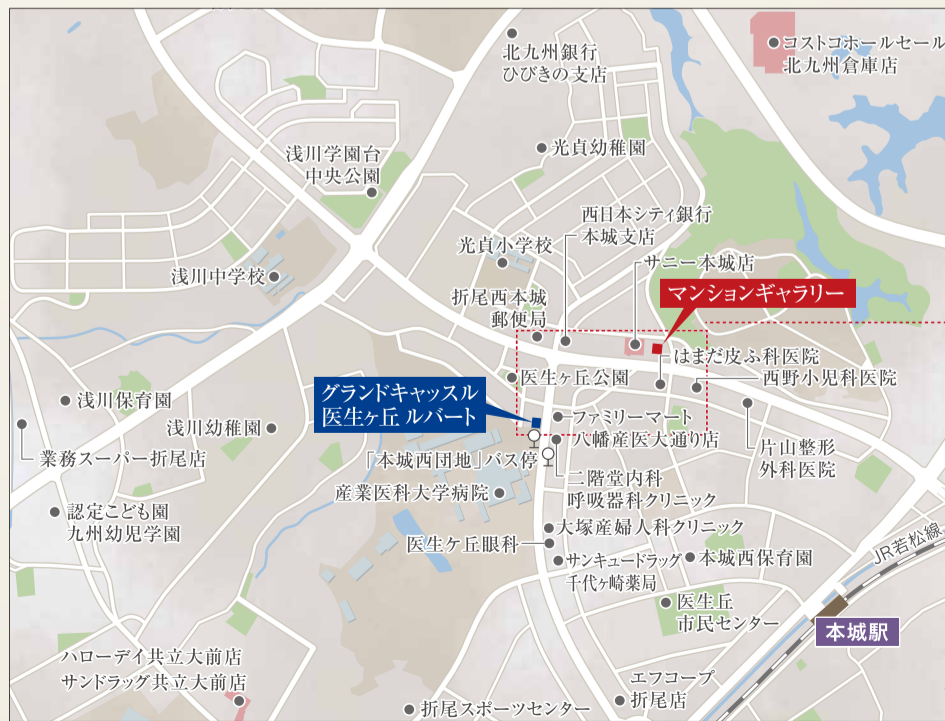 北九州銀行
ひびきの支店
コストコホールセール
北九州倉庫店
浅川学園台
中央公園
光貞幼稚園
西日本シティ銀行
本城支店
光貞小学校
サニー本城店
浅川中学校
マンションギャラリー
折尾西本城
郵便局
はまだ皮ふ科医院
医生ヶ丘公園
西野小児科医院
グランドキャッスル
医生ヶ丘 ルバート
浅川保育園
ファミリーマート
八幡産医大通り店
浅川幼稚園
片山整形
外科医院
業務スーパー折尾店
「本城西団地」バス停
二階堂内科
呼吸器科クリニック
産業医科大学病院
認定こども園
九州幼児学園
大塚産婦人科クリニック
医生ケ丘眼科
サンキュードラッグ
千代ヶ崎薬局
本城西保育園
JR若松線
医生丘
市民センター
本城駅
ハローデイ共立大前店
サンドラッグ共立大前店
エフコープ
折尾店
折尾スポーツセンター